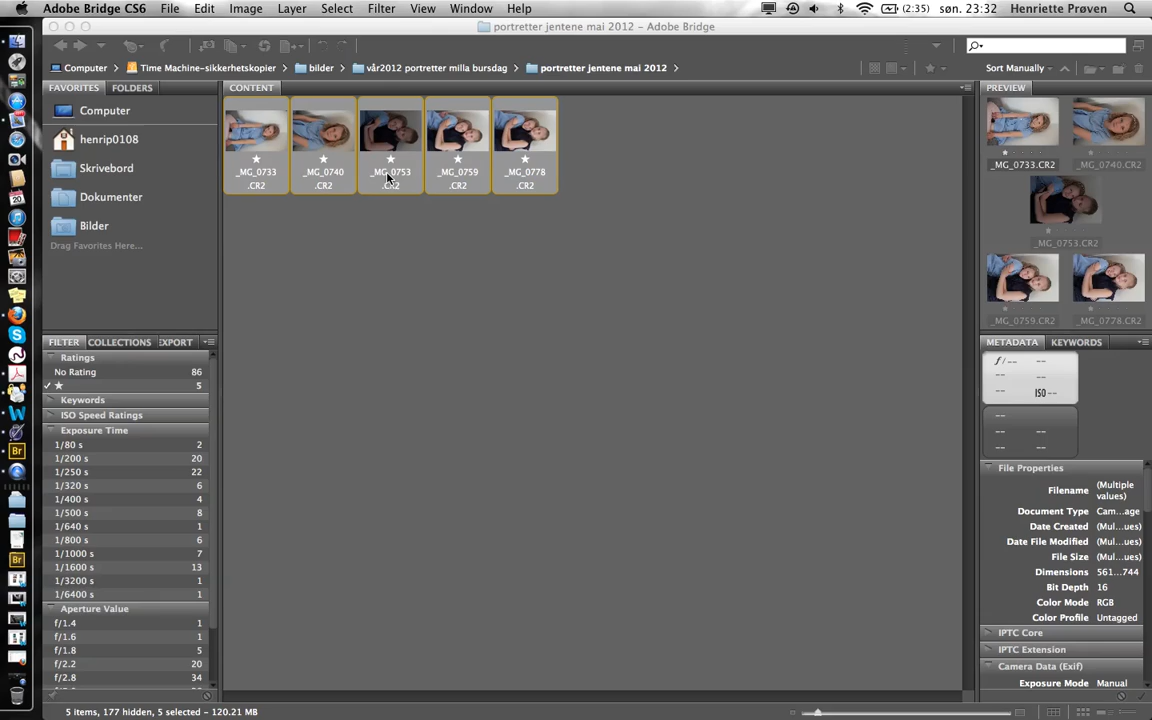 Adobe Bridge CS6 File Edit Image Layer Select Filter View Window Help (2:35) søn. 23:32 Henriette Prøven
portretter jentene mai 2012 – Adobe Bridge
Computer Time Machine-sikkerhetskopier bilder vår2012 portretter milla bursdag portretter jentene mai 2012 Sort Manually
FAVORITES FOLDERS
Computer
henrip0108
Skrivebord
Dokumenter
Bilder
Drag Favorites Here...
FILTER COLLECTIONS EXPORT
Ratings
No Rating 86
★ 5
Keywords
ISO Speed Ratings
Exposure Time
1/80 s 2
1/200 s 20
1/250 s 22
1/320 s 6
1/400 s 4
1/500 s 8
1/640 s 1
1/800 s 6
1/1000 s 7
1/1600 s 13
1/3200 s 1
1/6400 s 1
Aperture Value
f/1.4 1
f/1.6 1
f/1.8 5
f/2.2 20
f/2.8 34
5 items, 177 hidden, 5 selected – 120.21 MB
CONTENT
_MG_0733 _MG_0740 _MG_0753 _MG_0759 _MG_0778
.CR2 .CR2 .CR2 .CR2 .CR2
PREVIEW
_MG_0733.CR2 _MG_0740.CR2
_MG_0753.CR2
_MG_0759.CR2 _MG_0778.CR2
METADATA KEYWORDS
f/-- --
-- --
-- ISO --
--
-- --
-- --
File Properties
Filename (Multiple
values)
Document Type Cam...age
Date Created (Mul...ues)
Date File Modified (Mul...ues)
File Size (Mul...ues)
Dimensions 561...744
Bit Depth 16
Color Mode RGB
Color Profile Untagged
IPTC Core
IPTC Extension
Camera Data (Exif)
Exposure Mode Manual